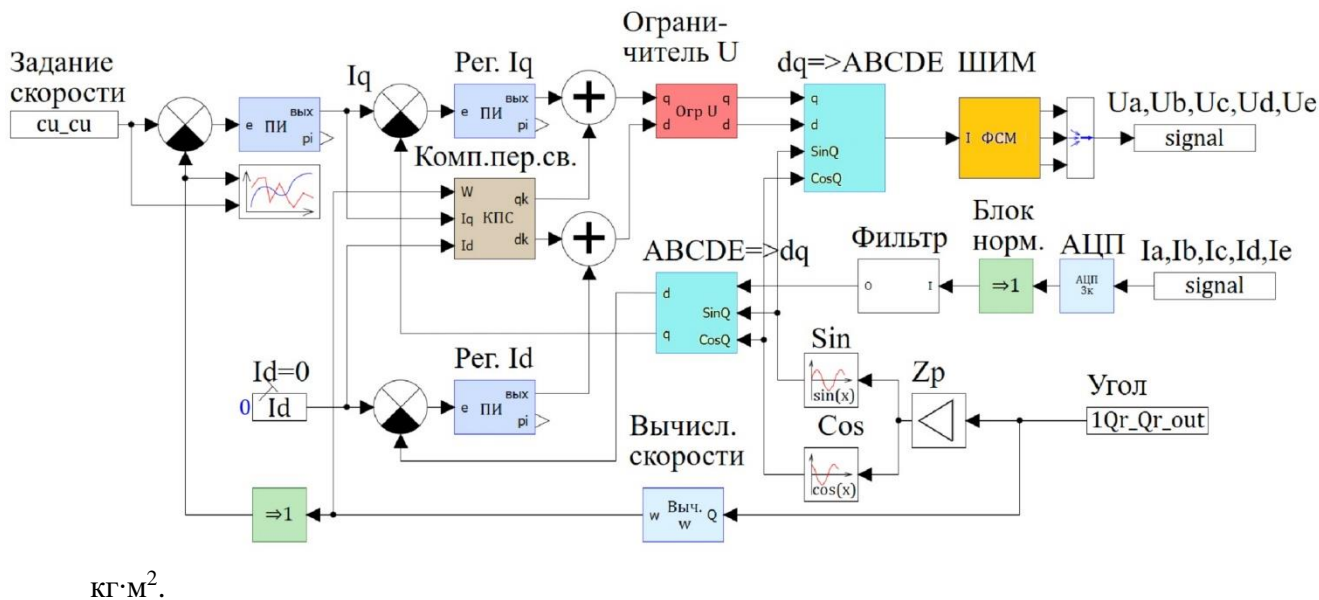 Задание
скорости
cu_cu
e ПИ вых
pi
Iq
Рег. Iq
e ПИ вых
pi
Ограни-
читель U
q Огр U q
d d
dq=>ABCDE
q
d
SinQ
CosQ
ШИМ
I ФСМ
Ua,Ub,Uc,Ud,Ue
signal
Комп.пер.св.
W
Iq КПС qk
Id dk
ABCDE=>dq
d
SinQ
q
CosQ
Фильтр
O I
Блок
норм.
⇒1
АЦП
АЦП
3к
Ia,Ib,Ic,Id,Ie
signal
Id=0
0 Id
Рег. Id
e ПИ вых
pi
Sin
sin(x)
Cos
cos(x)
Zp
Угол
1Qr_Qr_out
Вычисл.
скорости
w Выч. Q
w
⇒1
кг·м².